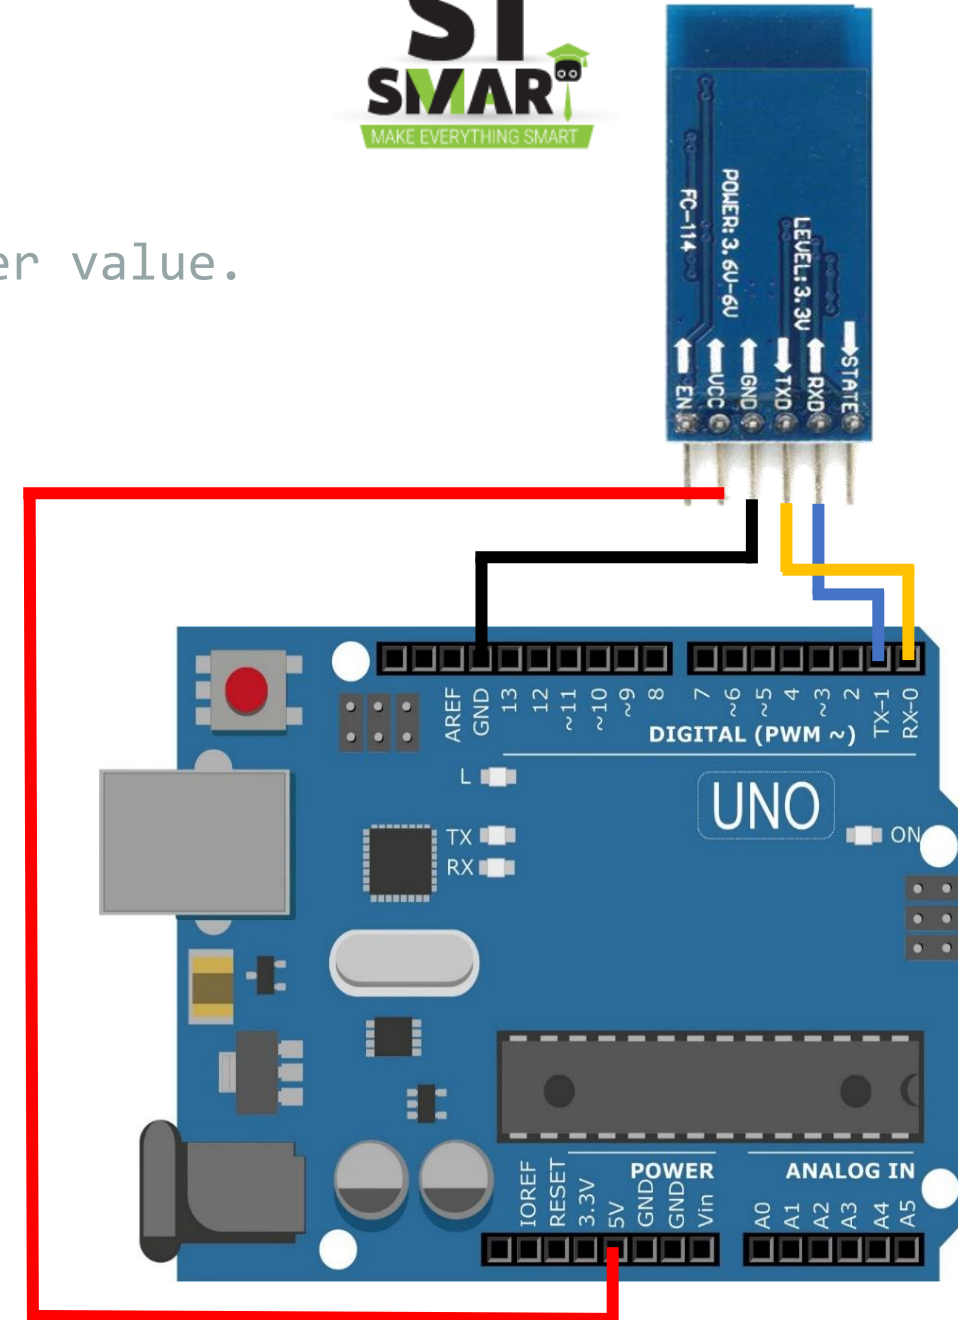 ST
SMART
MAKE EVERYTHING SMART
er value.
FC-114
POWER: 3.6V-6V
LEVEL: 3.3V
EN
VCC
GND
TXD
RXD
STATE
AREF
GND
13
12
~11
~10
~9
8
7
~6
~5
4
~3
2
TX-1
RX-0
DIGITAL (PWM ~)
L
TX
RX
UNO
ON
POWER
ANALOG IN
IOREF
RESET
3.3V
5V
GND
GND
Vin
A0
A1
A2
A3
A4
A5